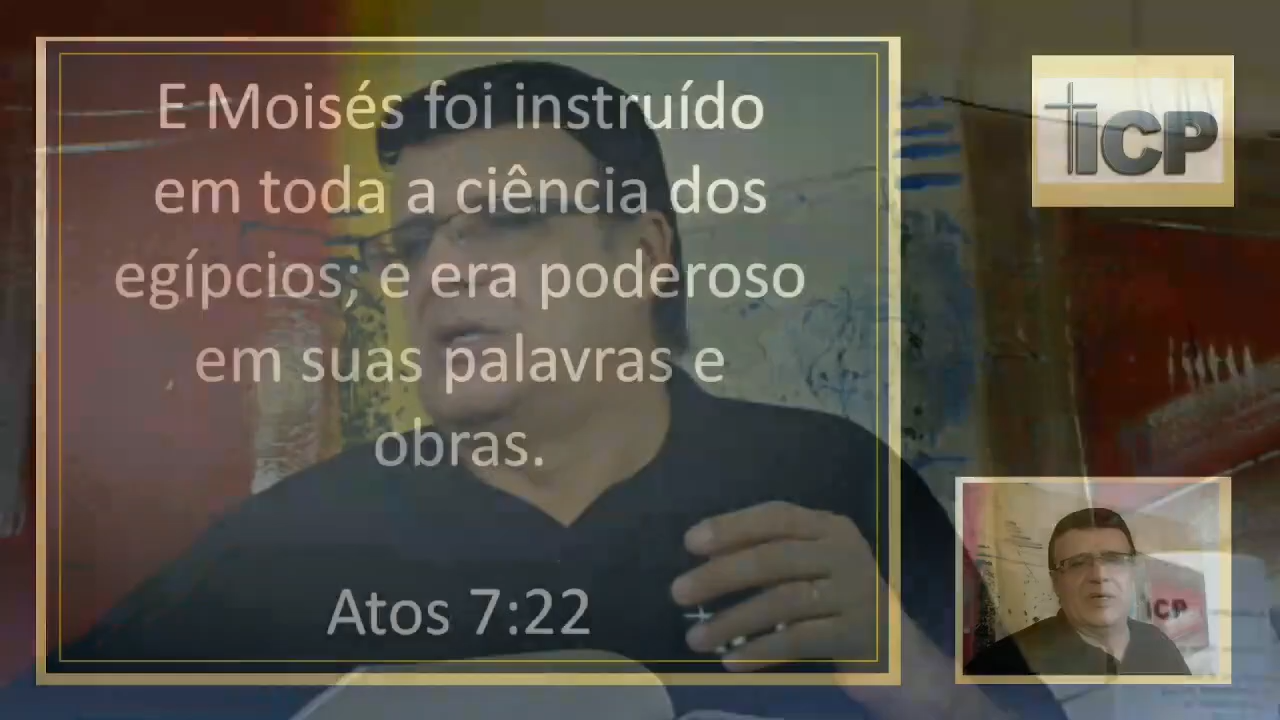 E Moisés foi instruído
em toda a ciência dos
egípcios; e era poderoso
em suas palavras e
obras.
Atos 7:22
ICP
ICP